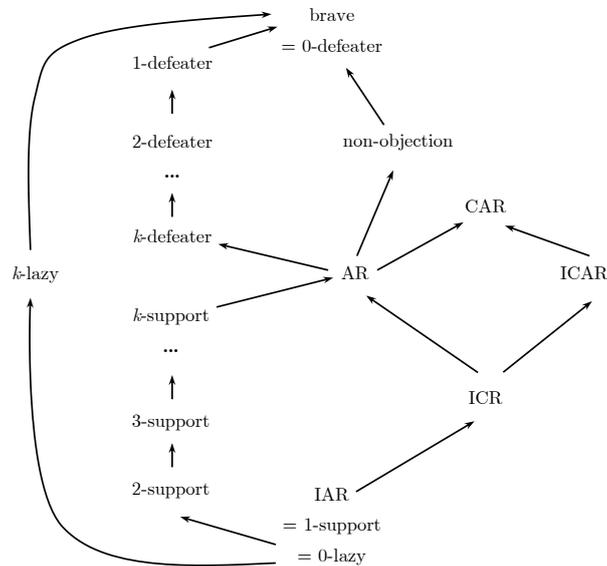 brave
= 0-defeater
1-defeater
2-defeater
...
non-objection
CAR
k-defeater
k-lazy
AR
ICAR
k-support
...
ICR
3-support
2-support
IAR
= 1-support
= 0-lazy